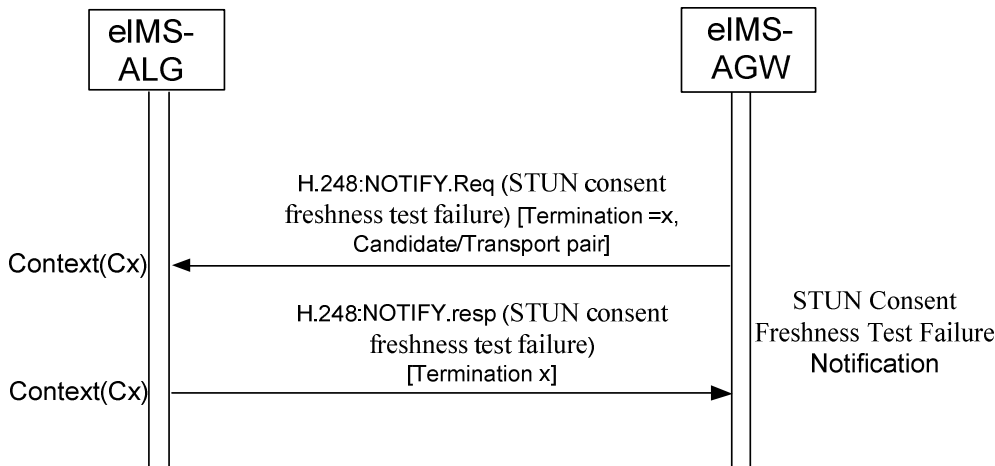 eIMS-
ALG
eIMS-
AGW
H.248:NOTIFY.Req (STUN consent
freshness test failure) [Termination =x,
Candidate/Transport pair]
Context(Cx)
H.248:NOTIFY.resp (STUN consent
freshness test failure)
[Termination x]
Context(Cx)
STUN Consent
Freshness Test Failure
Notification